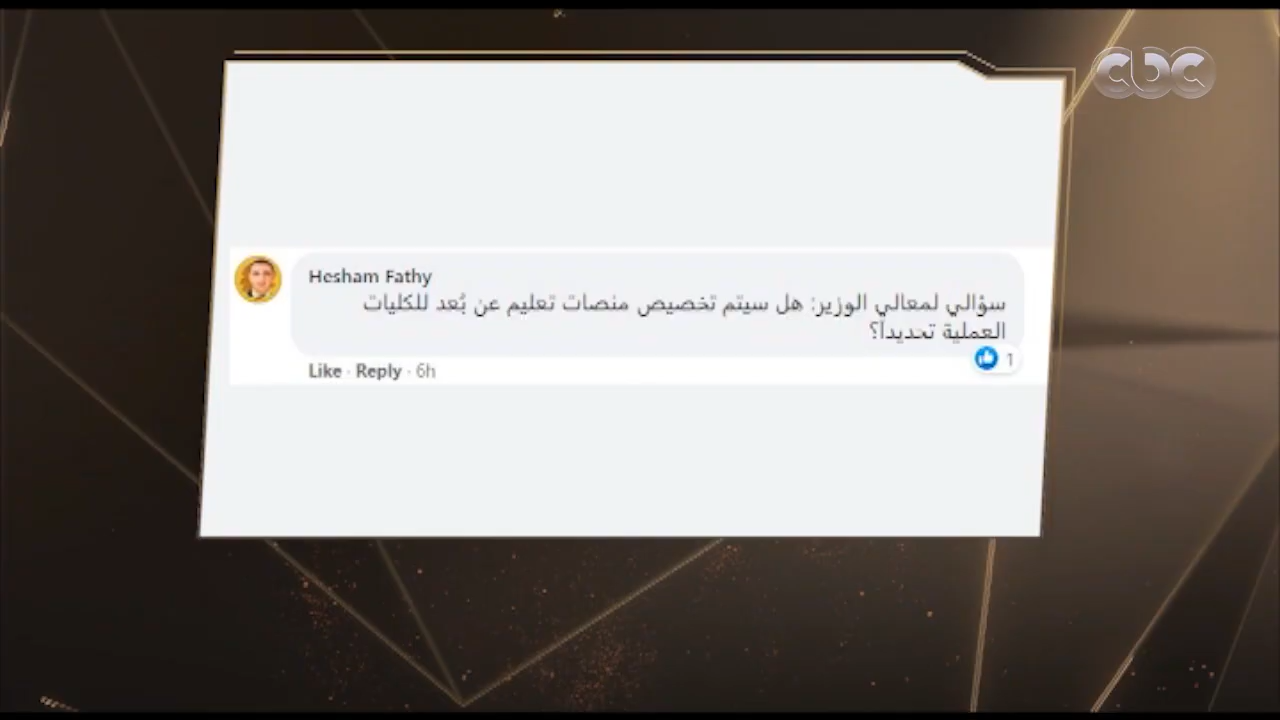 cbc
Hesham Fathy
سؤالي لمعالي الوزير: هل سيتم تخصيص منصات تعليم عن بُعد للكليات
العملية تحديداً؟
1
Like · Reply · 6h